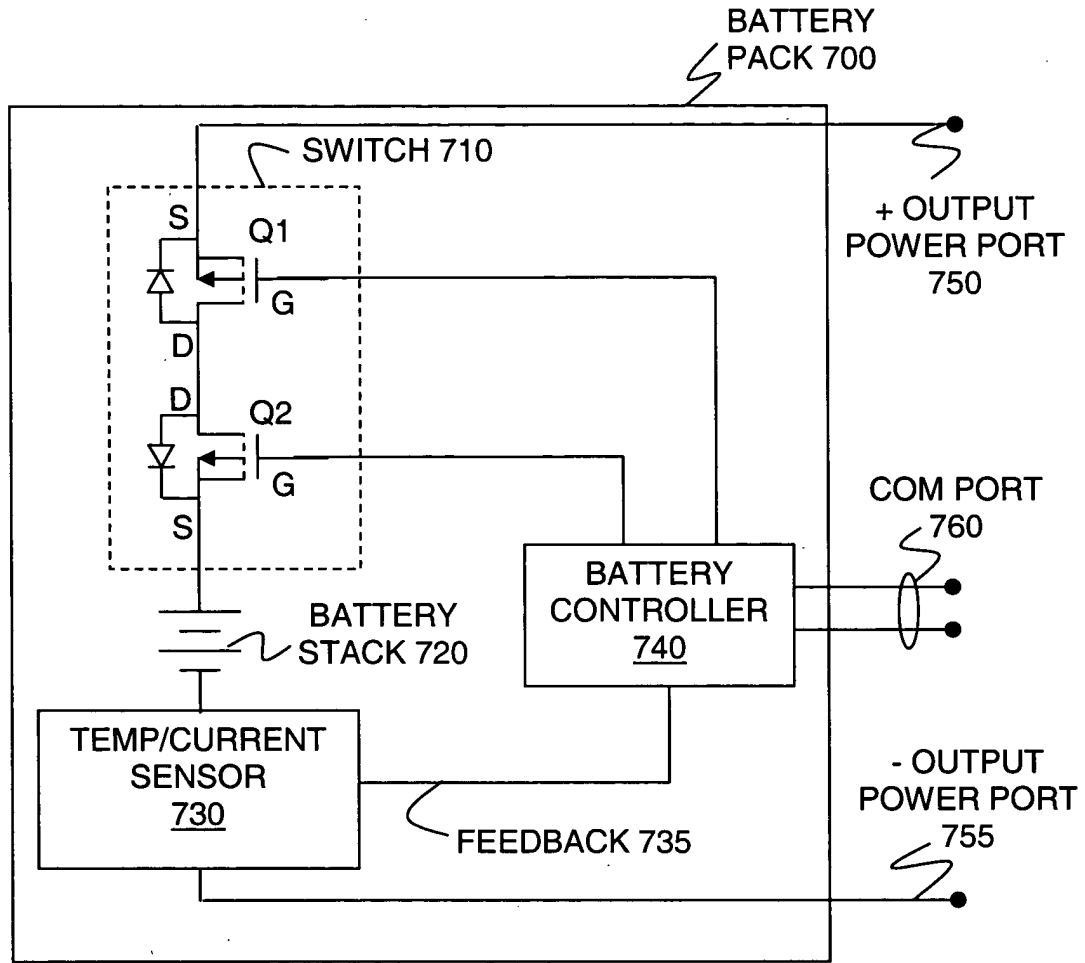 BATTERY
PACK 700
SWITCH 710
S
Q1
G
D
+ OUTPUT
POWER PORT
750
D
Q2
G
S
COM PORT
760
BATTERY
CONTROLLER
740
BATTERY
STACK 720
TEMP/CURRENT
SENSOR
730
FEEDBACK 735
- OUTPUT
POWER PORT
755